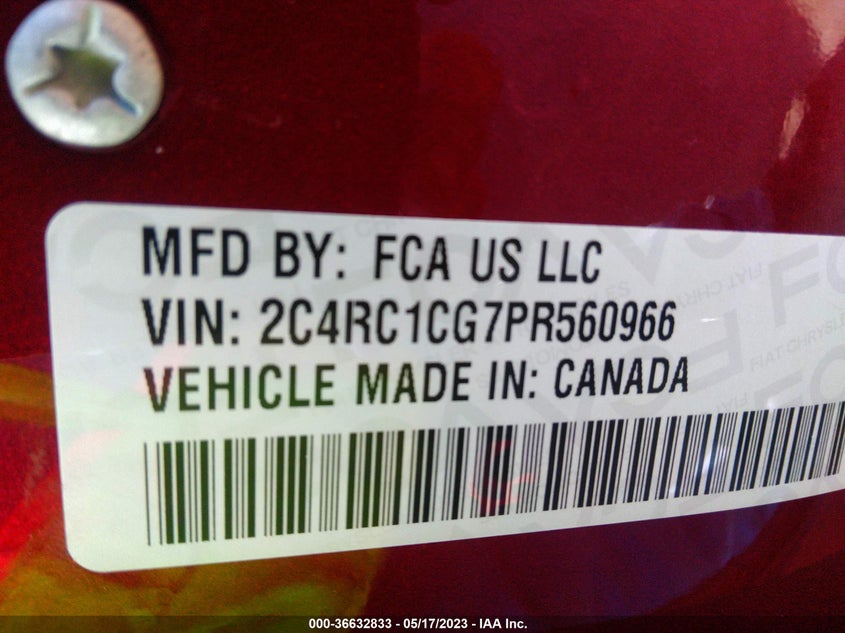 MFD BY: FCA US LLC
VIN: 2C4RC1CG7PR560966
VEHICLE MADE IN: CANADA
000-36632833 - 05/17/2023 - IAA Inc.